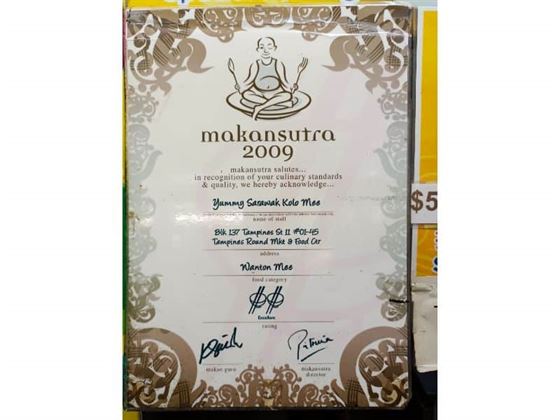 makansutra
2009
makansutra salutes...
in recognition of your culinary standards
& quality, we hereby acknowledge...
Yummy Sarawak Kolo Mee
name of stall
Blk 137 Tampines St 11 #01-45
Tampines Round Mkt & Food Ctr
address
Wanton Mee
food category
Excellent
rating
makan guru
makansutra
director
$5